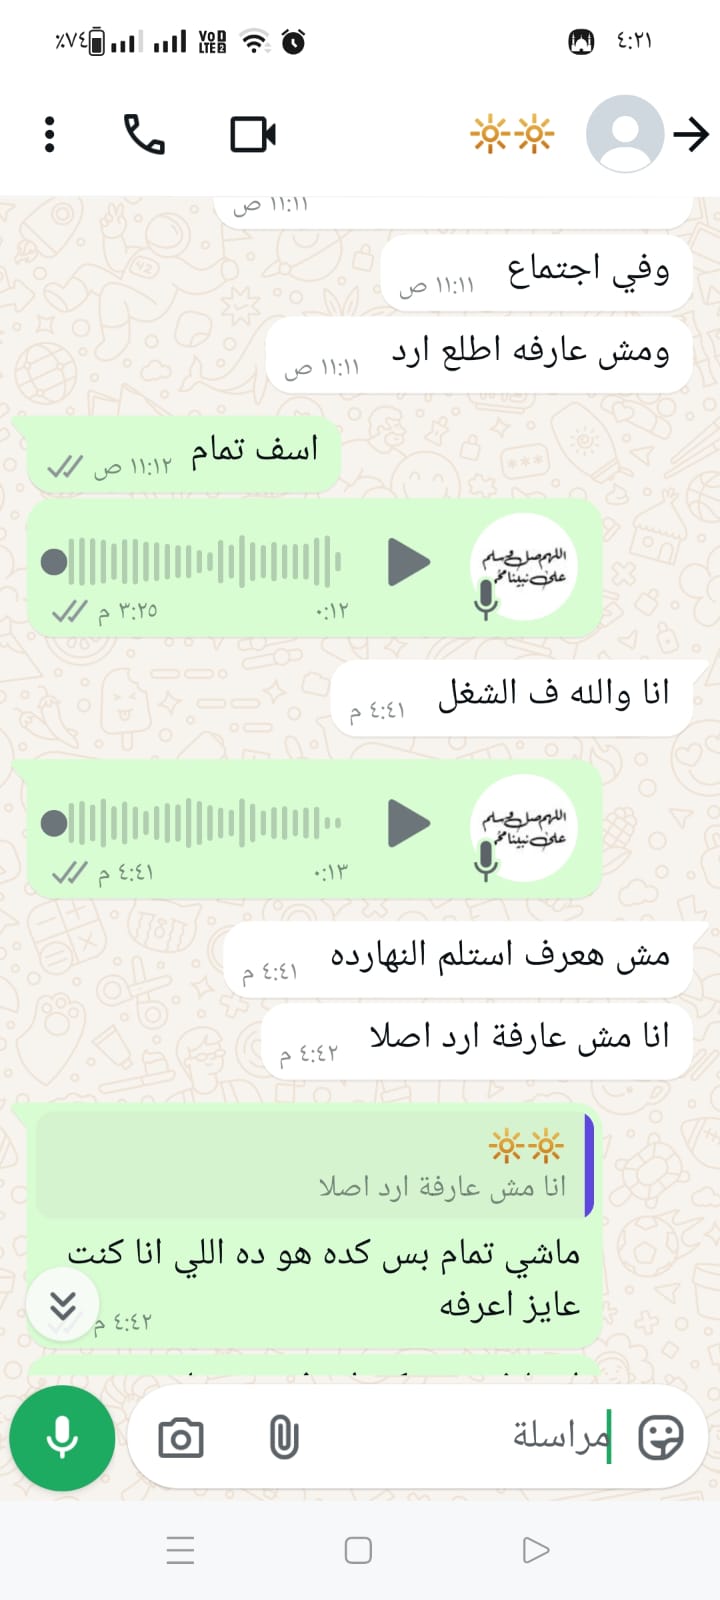 ٤:٢١ VoD LTE2 ٪٧٤
١١:١١ ص
وفي اجتماع ١١:١١ ص
ومش عارفه اطلع ارد ١١:١١ ص
اسف تمام ١١:١٢ ص
اللهم صل وسلم
على نبينا محمد
٠:١٢ ٣:٢٥ م
انا والله ف الشغل ٤:٤١ م
اللهم صل وسلم
على نبينا محمد
٠:١٣ ٤:٤١ م
مش هعرف استلم النهارده ٤:٤١ م
انا مش عارفة ارد اصلا ٤:٤٢ م
🔆🔆
انا مش عارفة ارد اصلا
ماشي تمام بس كده هو ده اللي انا كنت
عايز اعرفه ٤:٤٢ م
مراسلة